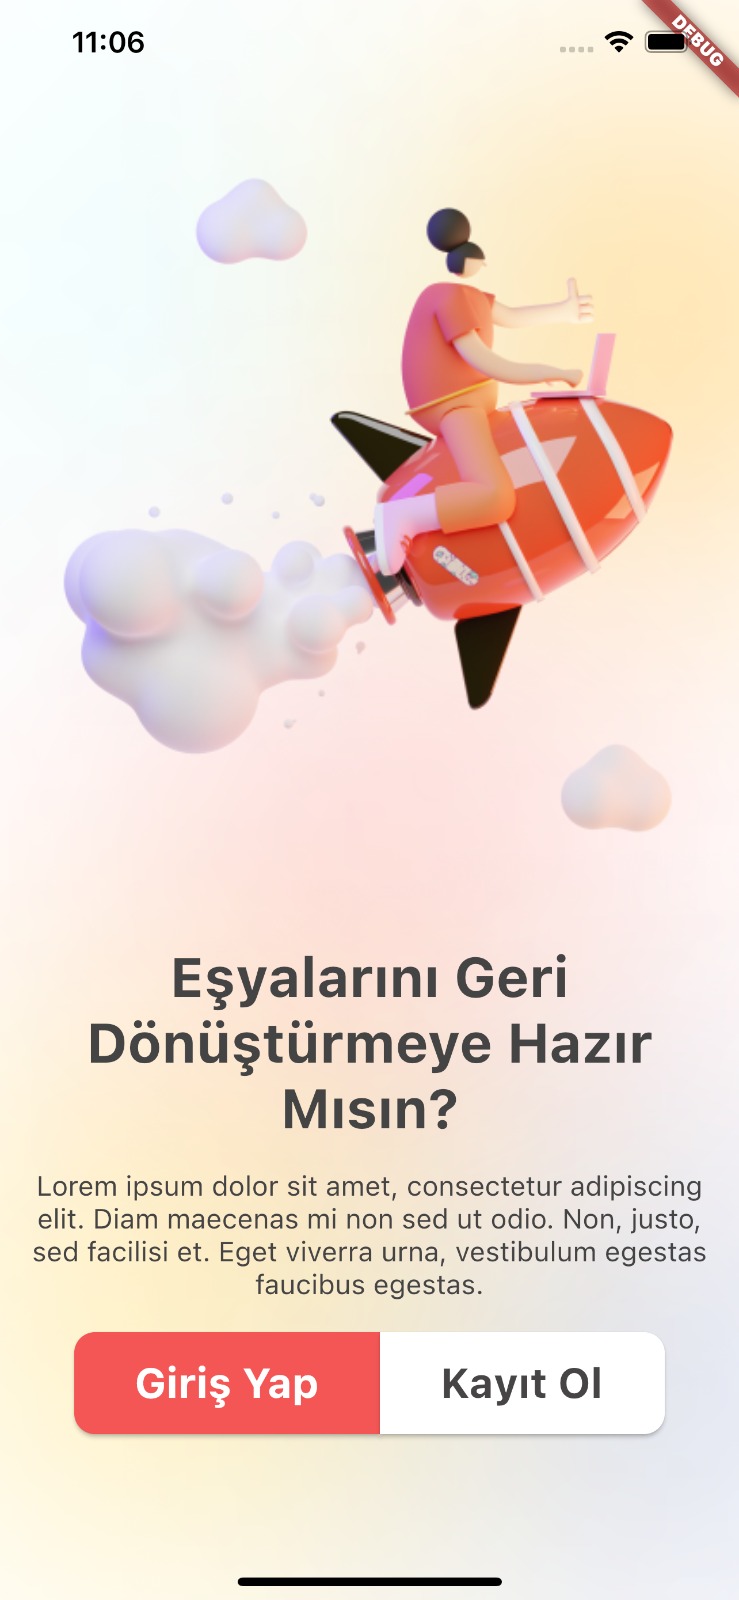 11:06
DEBUG
Eşyalarını Geri
Dönüştürmeye Hazır
Mısın?
Lorem ipsum dolor sit amet, consectetur adipiscing
elit. Diam maecenas mi non sed ut odio. Non, justo,
sed facilisi et. Eget viverra urna, vestibulum egestas
faucibus egestas.
Giriş Yap
Kayıt Ol